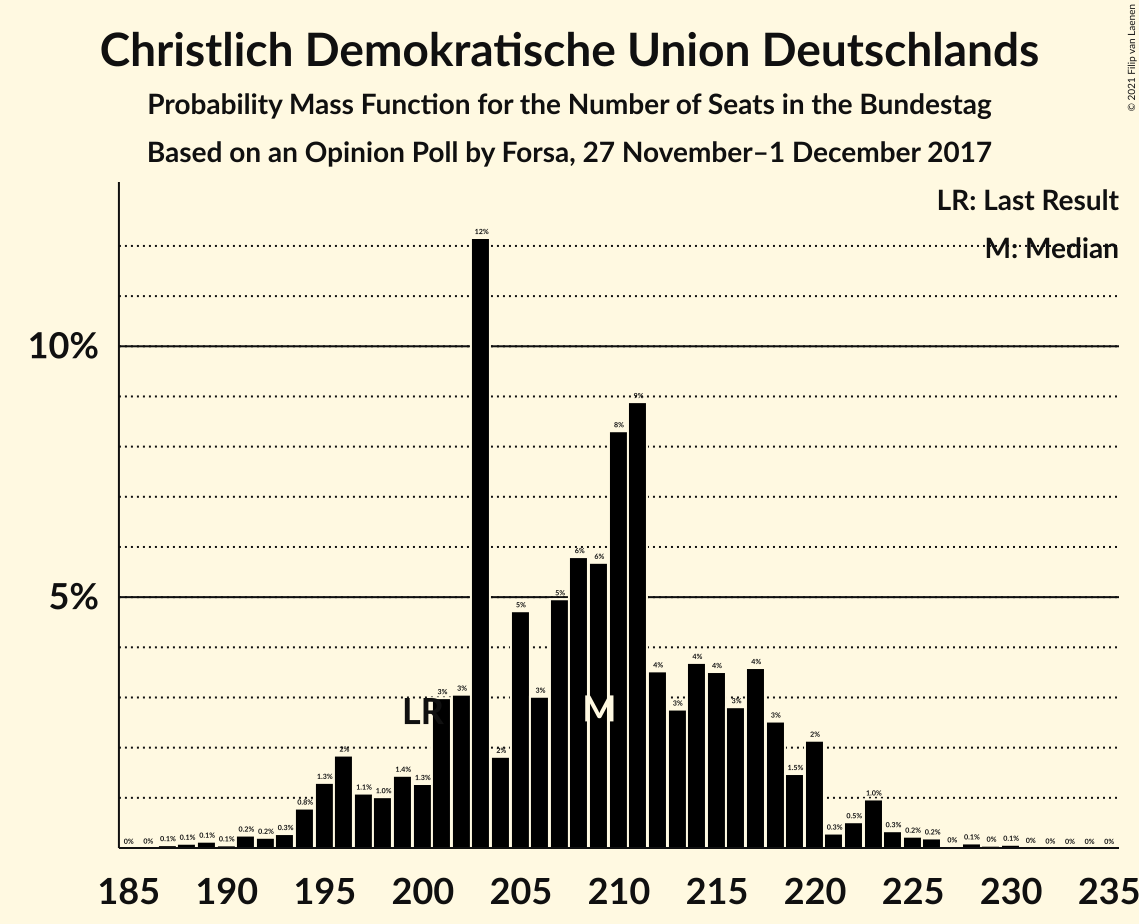 Christlich Demokratische Union Deutschlands
Probability Mass Function for the Number of Seats in the Bundestag
Based on an Opinion Poll by Forsa, 27 November–1 December 2017
© 2021 Filip van Laenen
LR: Last Result
M: Median
10%
5%
0% 0% 0.1% 0.1% 0.1% 0.1% 0.2% 0.2% 0.3% 0.8% 1.3% 2% 1.1% 1.0% 1.4% 1.3% 3% 3% 12% 2% 5% 3% 5% 6% 6% 8% 9% 4% 3% 4% 4% 3% 4% 3% 1.5% 2% 0.3% 0.5% 1.0% 0.3% 0.2% 0.2% 0% 0.1% 0% 0.1% 0% 0% 0% 0% 0%
LR M
185 190 195 200 205 210 215 220 225 230 235